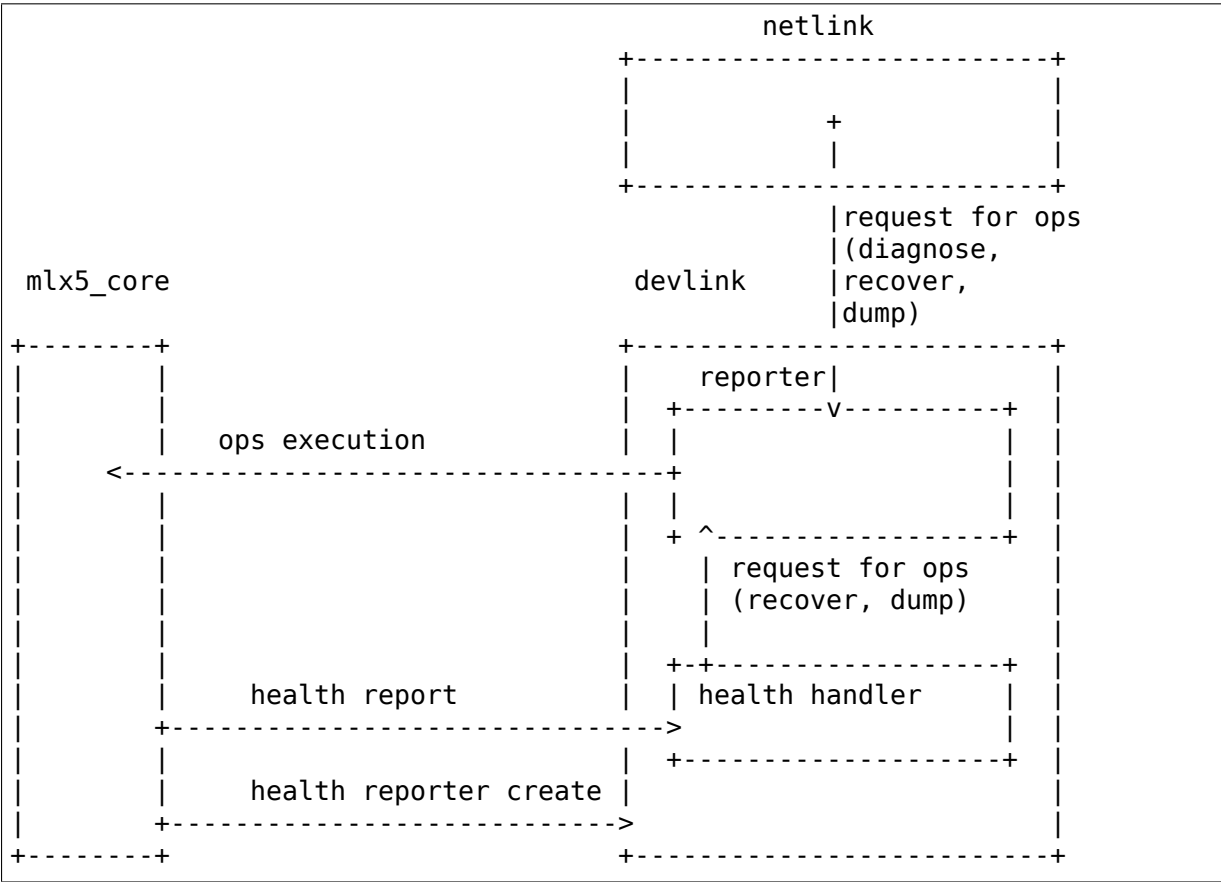 netlink
request for ops
(diagnose,
mlx5_core devlink recover,
dump)
reporter
ops execution
request for ops
(recover, dump)
health report health handler
health reporter create